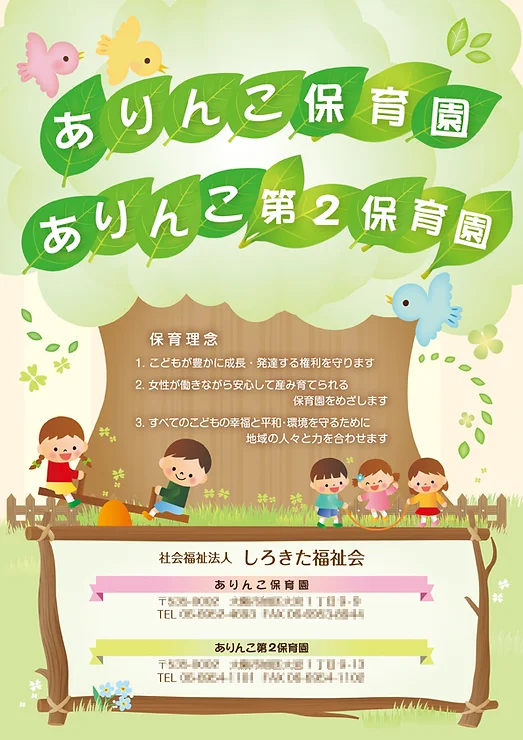 ありんこ保育園
ありんこ第2保育園
保育理念
1. こどもが豊かに成長・発達する権利を守ります
2. 女性が働きながら安心して産み育てられる
保育園をめざします
3. すべてのこどもの幸福と平和・環境を守るために
地域の人々と力を合わせます
社会福祉法人 しろきた福祉会
ありんこ保育園
〒
TEL FAX
ありんこ第2保育園
〒
TEL FAX